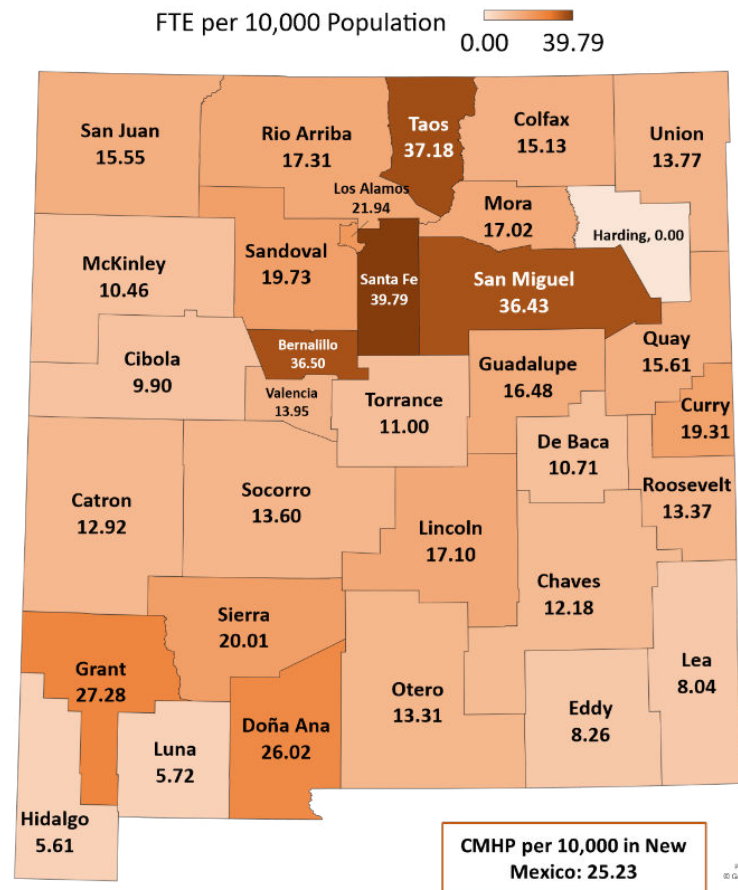 FTE per 10,000 Population
0.00 39.79
San Juan
15.55
Rio Arriba
17.31
Taos
37.18
Colfax
15.13
Union
13.77
Los Alamos
21.94
Mora
17.02
Harding, 0.00
McKinley
10.46
Sandoval
19.73
Santa Fe
39.79
San Miguel
36.43
Cibola
9.90
Bernalillo
36.50
Valencia
13.95
Torrance
11.00
Guadalupe
16.48
Quay
15.61
Curry
19.31
De Baca
10.71
Roosevelt
13.37
Catron
12.92
Socorro
13.60
Lincoln
17.10
Chaves
12.18
Sierra
20.01
Grant
27.28
Doña Ana
26.02
Otero
13.31
Lea
8.04
Eddy
8.26
Luna
5.72
Hidalgo
5.61
CMHP per 10,000 in New
Mexico: 25.23